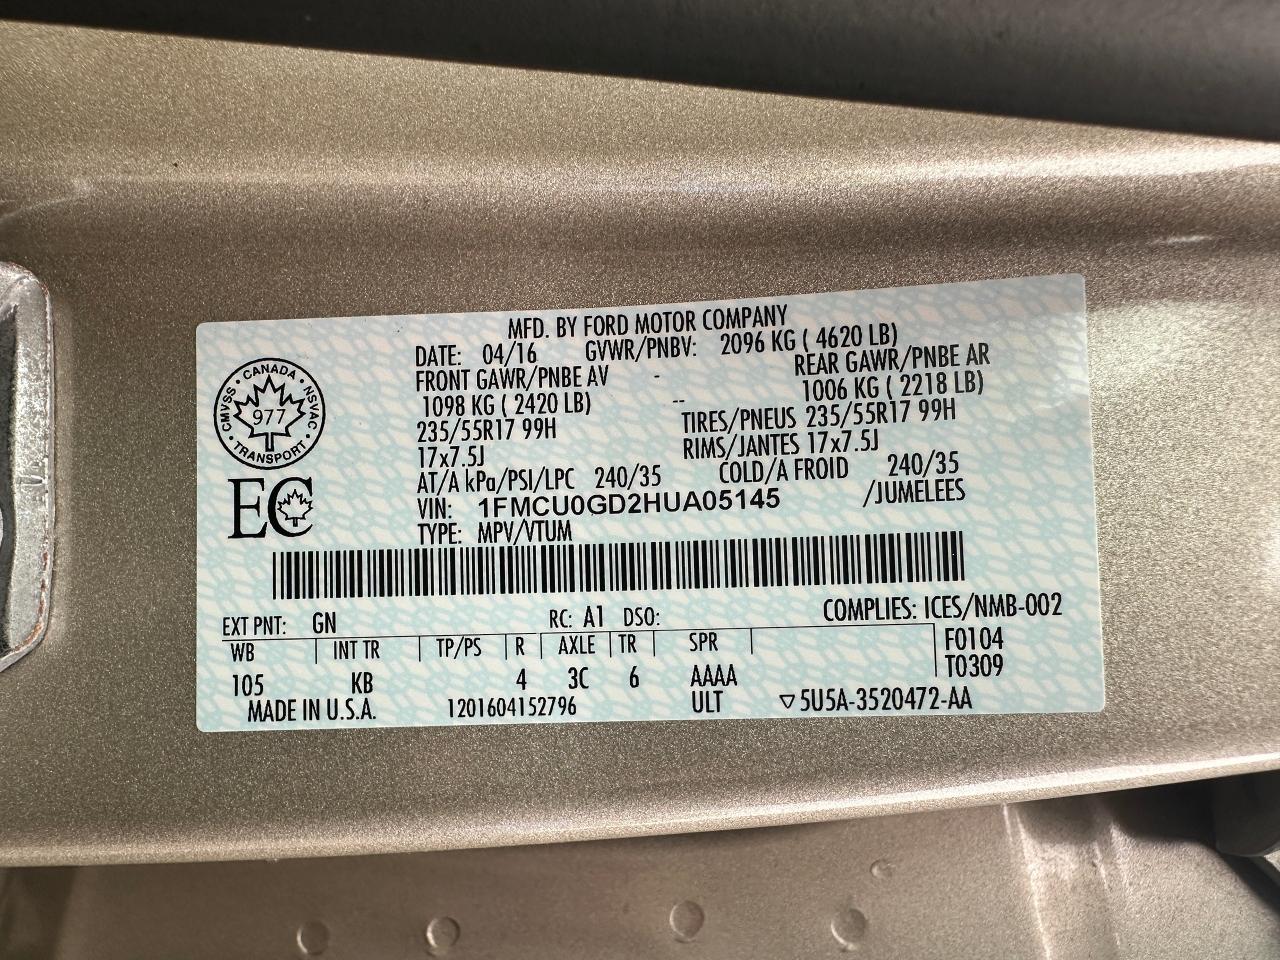 MFD. BY FORD MOTOR COMPANY
DATE: 04/16 GVWR/PNBV: 2096 KG ( 4620 LB)
FRONT GAWR/PNBE AV - REAR GAWR/PNBE AR
1098 KG ( 2420 LB) -- 1006 KG ( 2218 LB)
235/55R17 99H TIRES/PNEUS 235/55R17 99H
17x7.5J RIMS/JANTES 17x7.5J
AT/A kPa/PSI/LPC 240/35 COLD/A FROID 240/35
VIN: 1FMCU0GD2HUA05145 /JUMELEES
TYPE: MPV/VTUM
CANADA
CMVSS 977 NSVAC
TRANSPORT
EC
EXT PNT: GN RC: A1 DSO: COMPLIES: ICES/NMB-002
WB INT TR TP/PS R AXLE TR SPR F0104
105 KB 4 3C 6 AAAA T0309
MADE IN U.S.A. 1201604152796 ULT ▽5U5A-3520472-AA